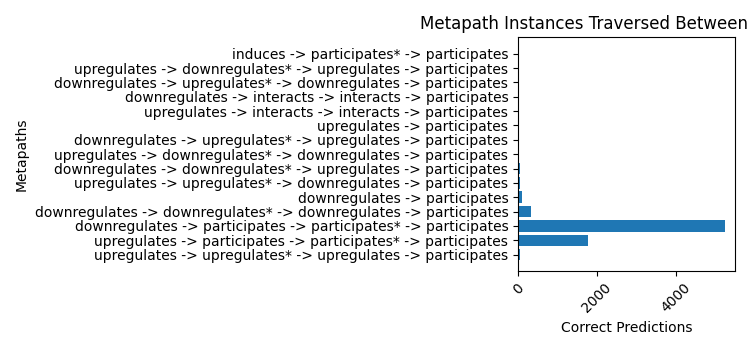 Metapath Instances Traversed Between
induces -> participates* -> participates
upregulates -> downregulates* -> upregulates -> participates
downregulates -> upregulates* -> downregulates -> participates
downregulates -> interacts -> interacts -> participates
upregulates -> interacts -> interacts -> participates
upregulates -> participates
downregulates -> upregulates* -> upregulates -> participates
upregulates -> downregulates* -> downregulates -> participates
downregulates -> downregulates* -> upregulates -> participates
upregulates -> upregulates* -> downregulates -> participates
downregulates -> participates
downregulates -> downregulates* -> downregulates -> participates
downregulates -> participates -> participates* -> participates
upregulates -> participates -> participates* -> participates
upregulates -> upregulates* -> upregulates -> participates
Metapaths
0
2000
4000
Correct Predictions